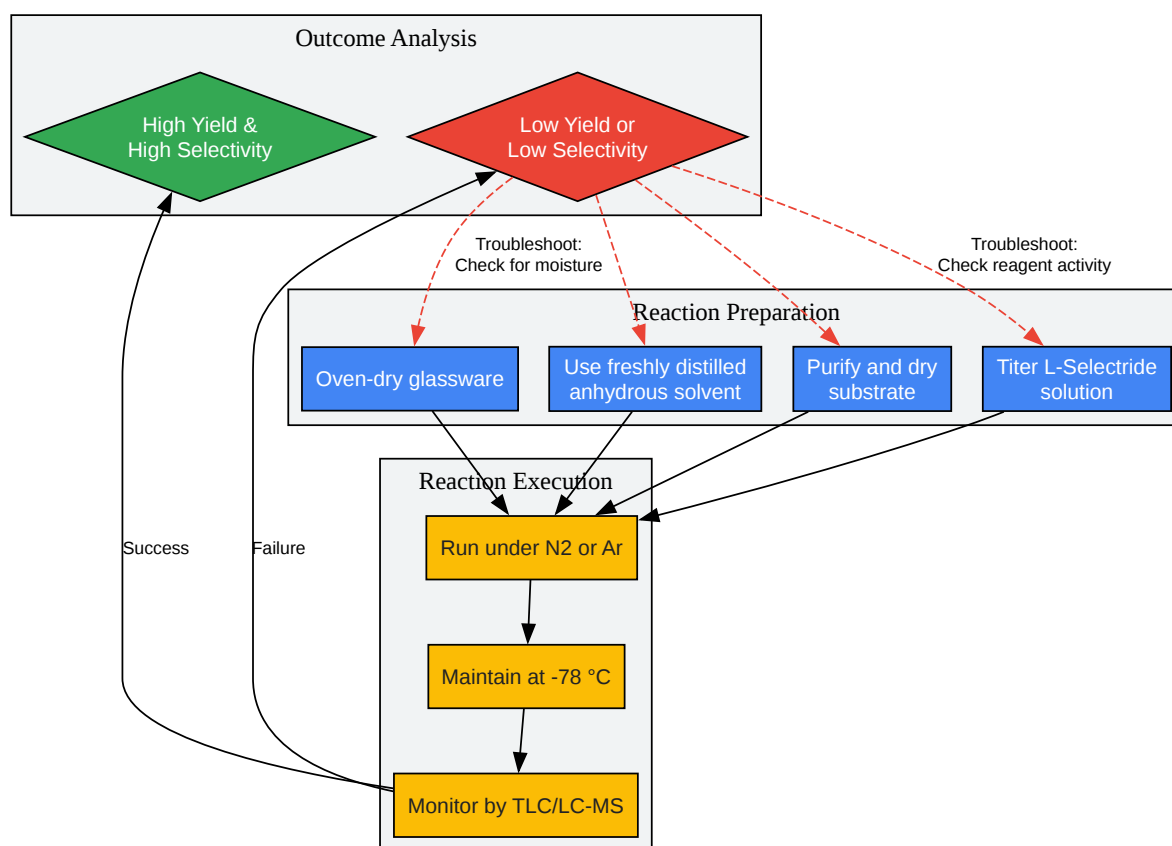 Outcome Analysis
High Yield &
High Selectivity
Low Yield or
Low Selectivity
Troubleshoot:
Check for moisture
Troubleshoot:
Check reagent activity
Reaction Preparation
Oven-dry glassware
Use freshly distilled
anhydrous solvent
Purify and dry
substrate
Titer L-Selectride
solution
Reaction Execution
Run under N2 or Ar
Success
Failure
Maintain at -78 °C
Monitor by TLC/LC-MS